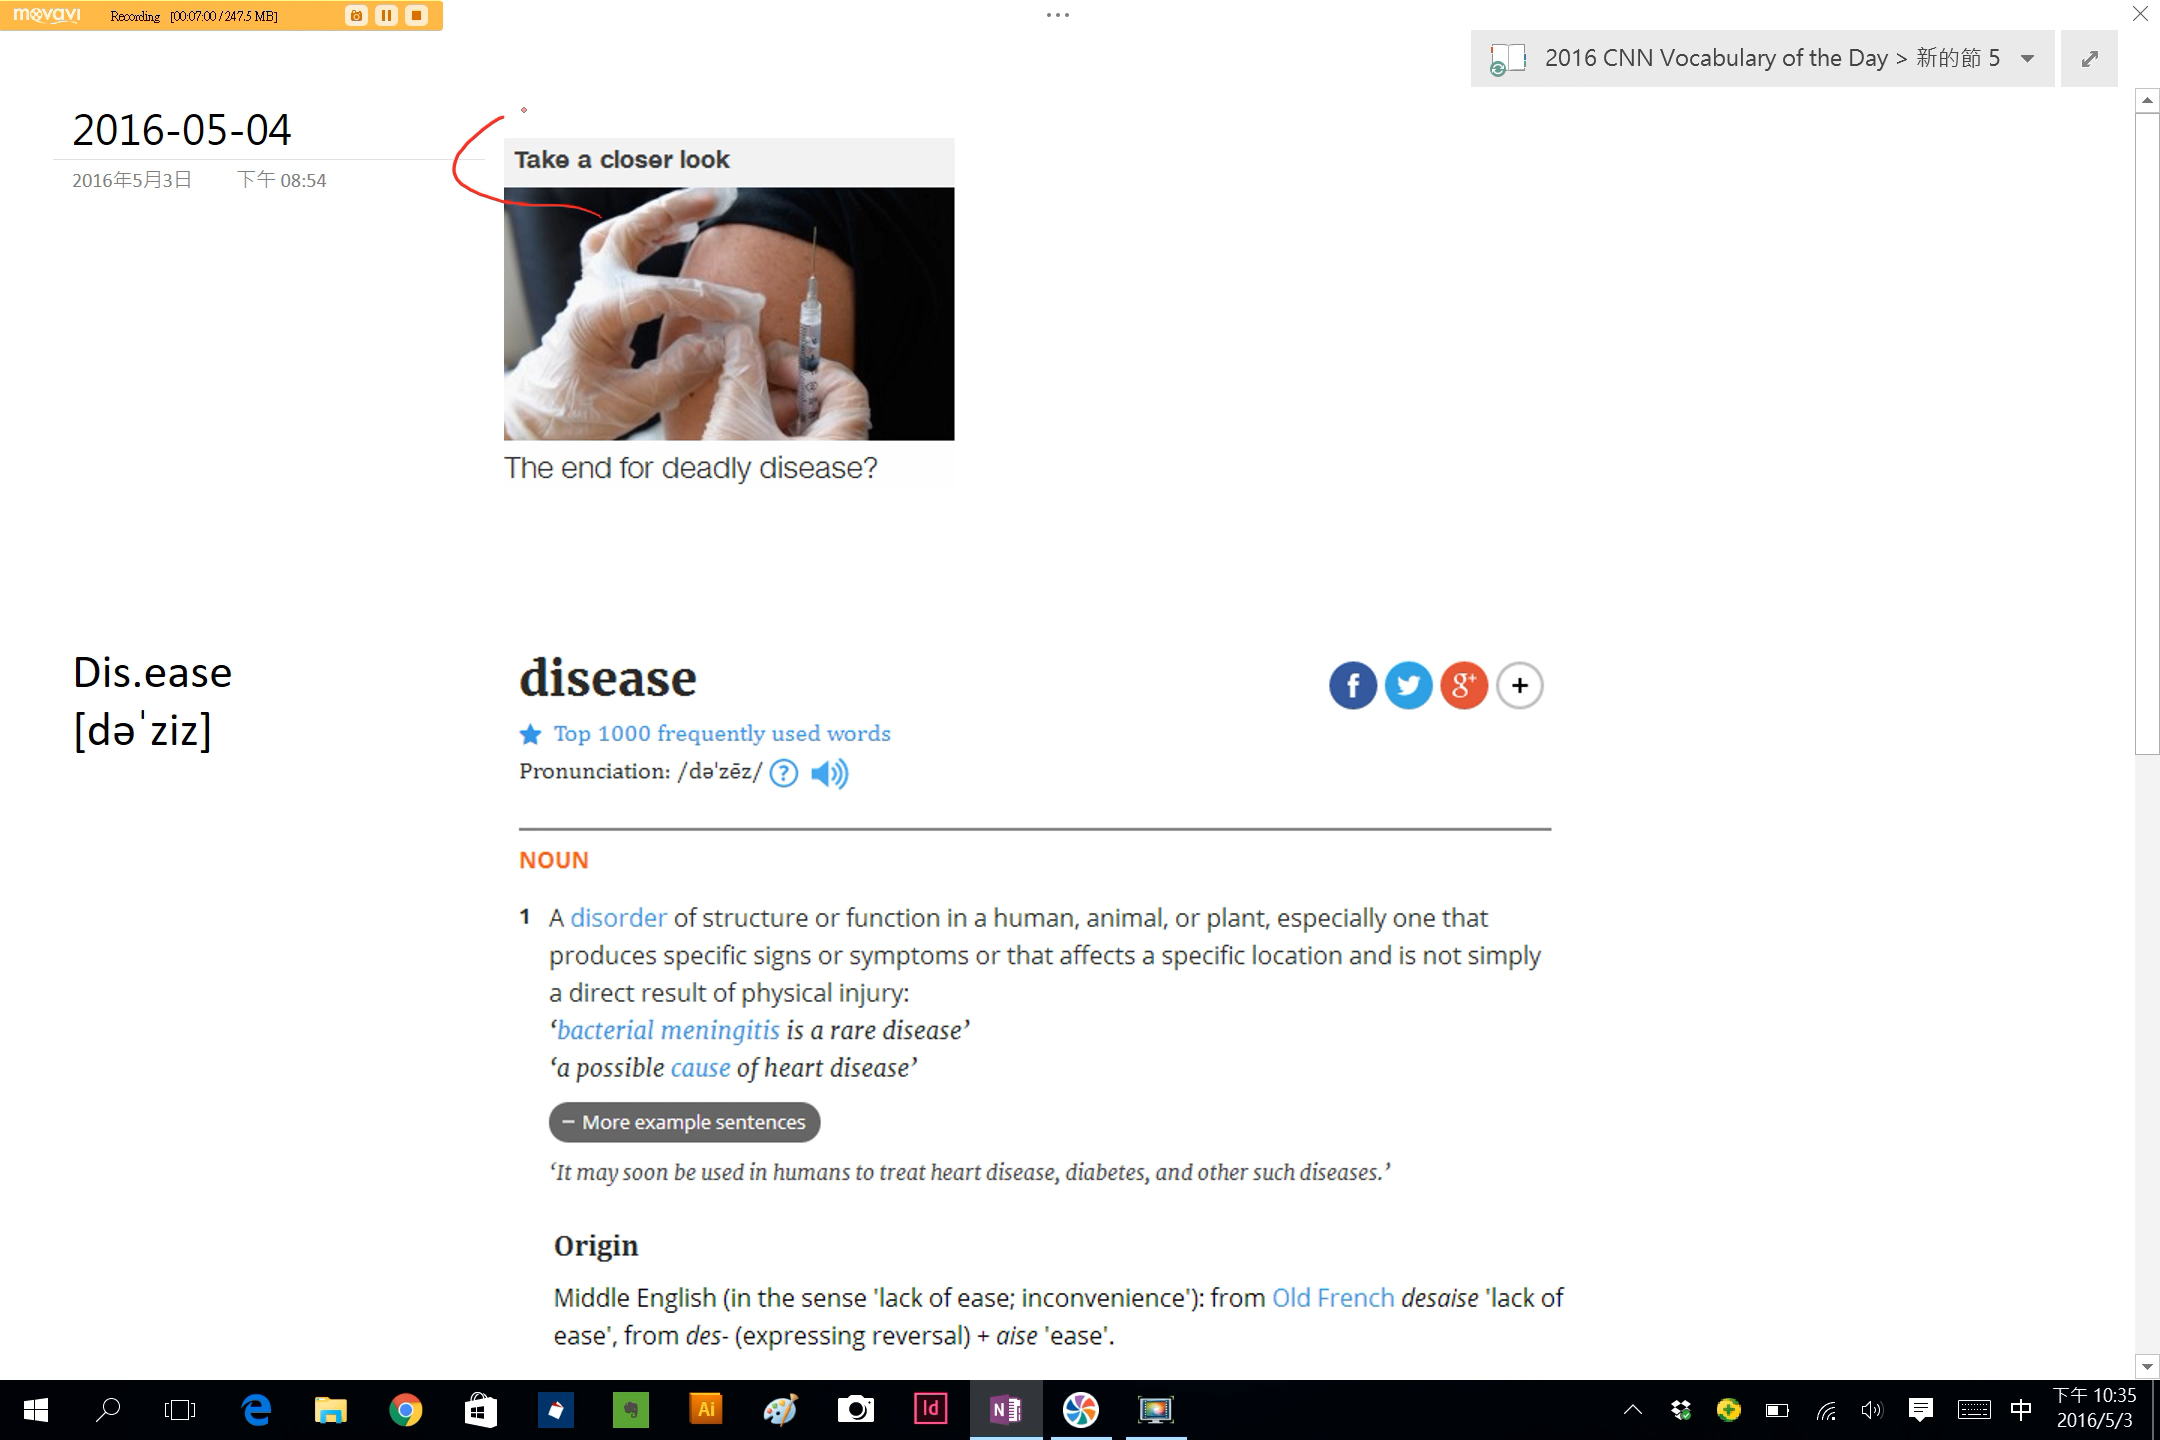 movavi Recording [00:07:00 / 247.5 MB]
2016 CNN Vocabulary of the Day > 新的節 5
2016-05-04
2016年5月3日 下午 08:54
Take a closer look
The end for deadly disease?
Dis.ease
[dəˈziz]
disease
f g+ +
Top 1000 frequently used words
Pronunciation: /dəˈzēz/ ?
NOUN
1 A disorder of structure or function in a human, animal, or plant, especially one that
produces specific signs or symptoms or that affects a specific location and is not simply
a direct result of physical injury:
‘bacterial meningitis is a rare disease’
‘a possible cause of heart disease’
– More example sentences
‘It may soon be used in humans to treat heart disease, diabetes, and other such diseases.’
Origin
Middle English (in the sense 'lack of ease; inconvenience'): from Old French desaise 'lack of
ease', from des- (expressing reversal) + aise 'ease'.
Ai Id N 中 下午 10:35
2016/5/3